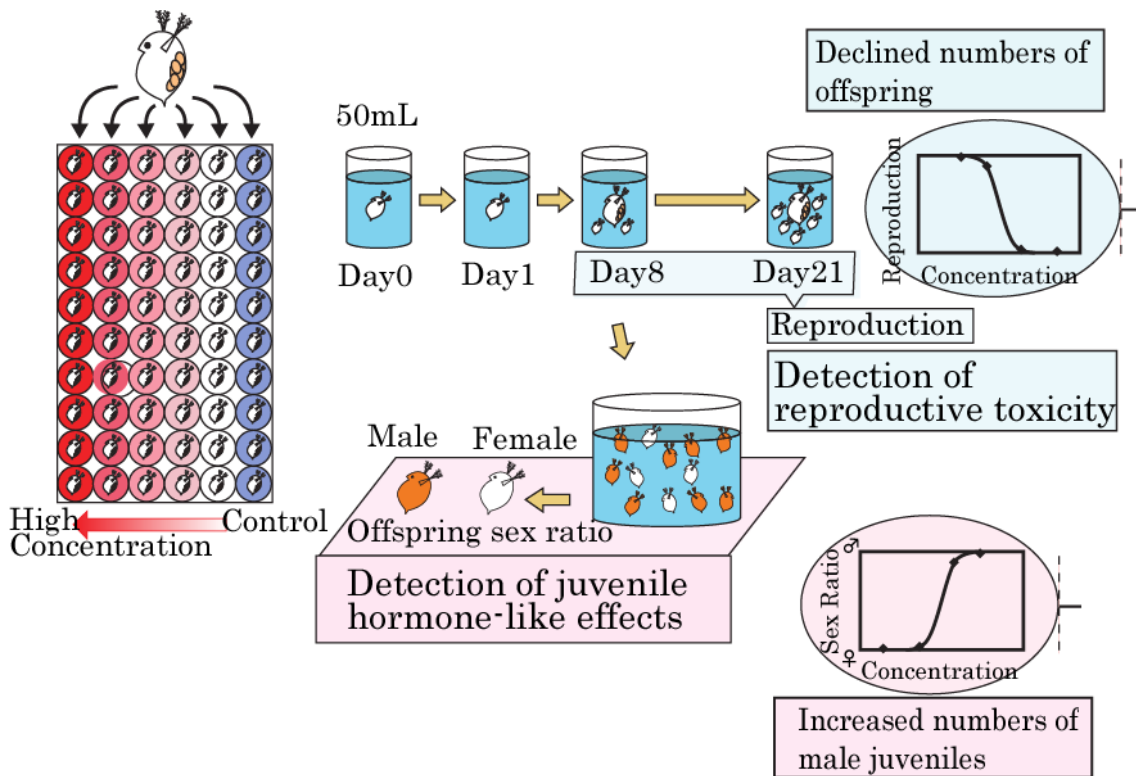 Declined numbers of
offspring
50mL
Day0
Day1
Day8
Day21
Reproduction
Concentration
Reproduction
Detection of
reproductive toxicity
High
Control
Concentration
Male
Female
Offspring sex ratio
Detection of juvenile
hormone-like effects
♂
Sex Ratio
♀
Concentration
Increased numbers of
male juveniles